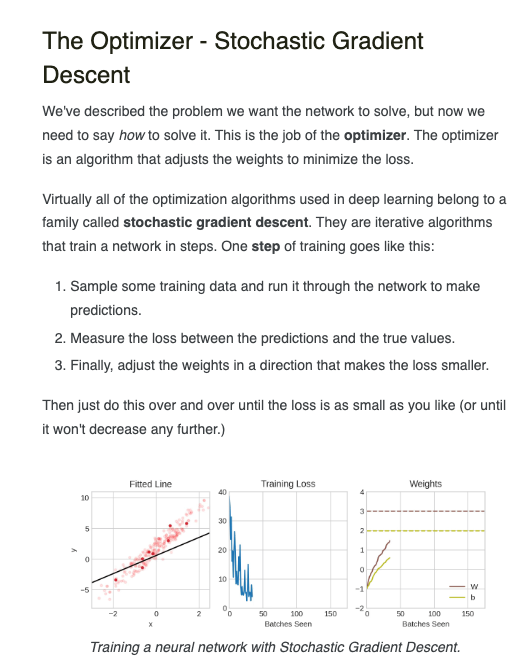 The Optimizer - Stochastic Gradient
Descent
We've described the problem we want the network to solve, but now we
need to say how to solve it. This is the job of the optimizer. The optimizer
is an algorithm that adjusts the weights to minimize the loss.
Virtually all of the optimization algorithms used in deep learning belong to a
family called stochastic gradient descent. They are iterative algorithms
that train a network in steps. One step of training goes like this:
1. Sample some training data and run it through the network to make
predictions.
2. Measure the loss between the predictions and the true values.
3. Finally, adjust the weights in a direction that makes the loss smaller.
Then just do this over and over until the loss is as small as you like (or until
it won't decrease any further.)
Fitted Line
10
5
0
−5
y
−2 0 2
x
Training Loss
40
30
20
10
0
0 50 100 150
Batches Seen
Weights
4
3
2
1
0
−1
−2
w
b
0 50 100 150
Batches Seen
Training a neural network with Stochastic Gradient Descent.